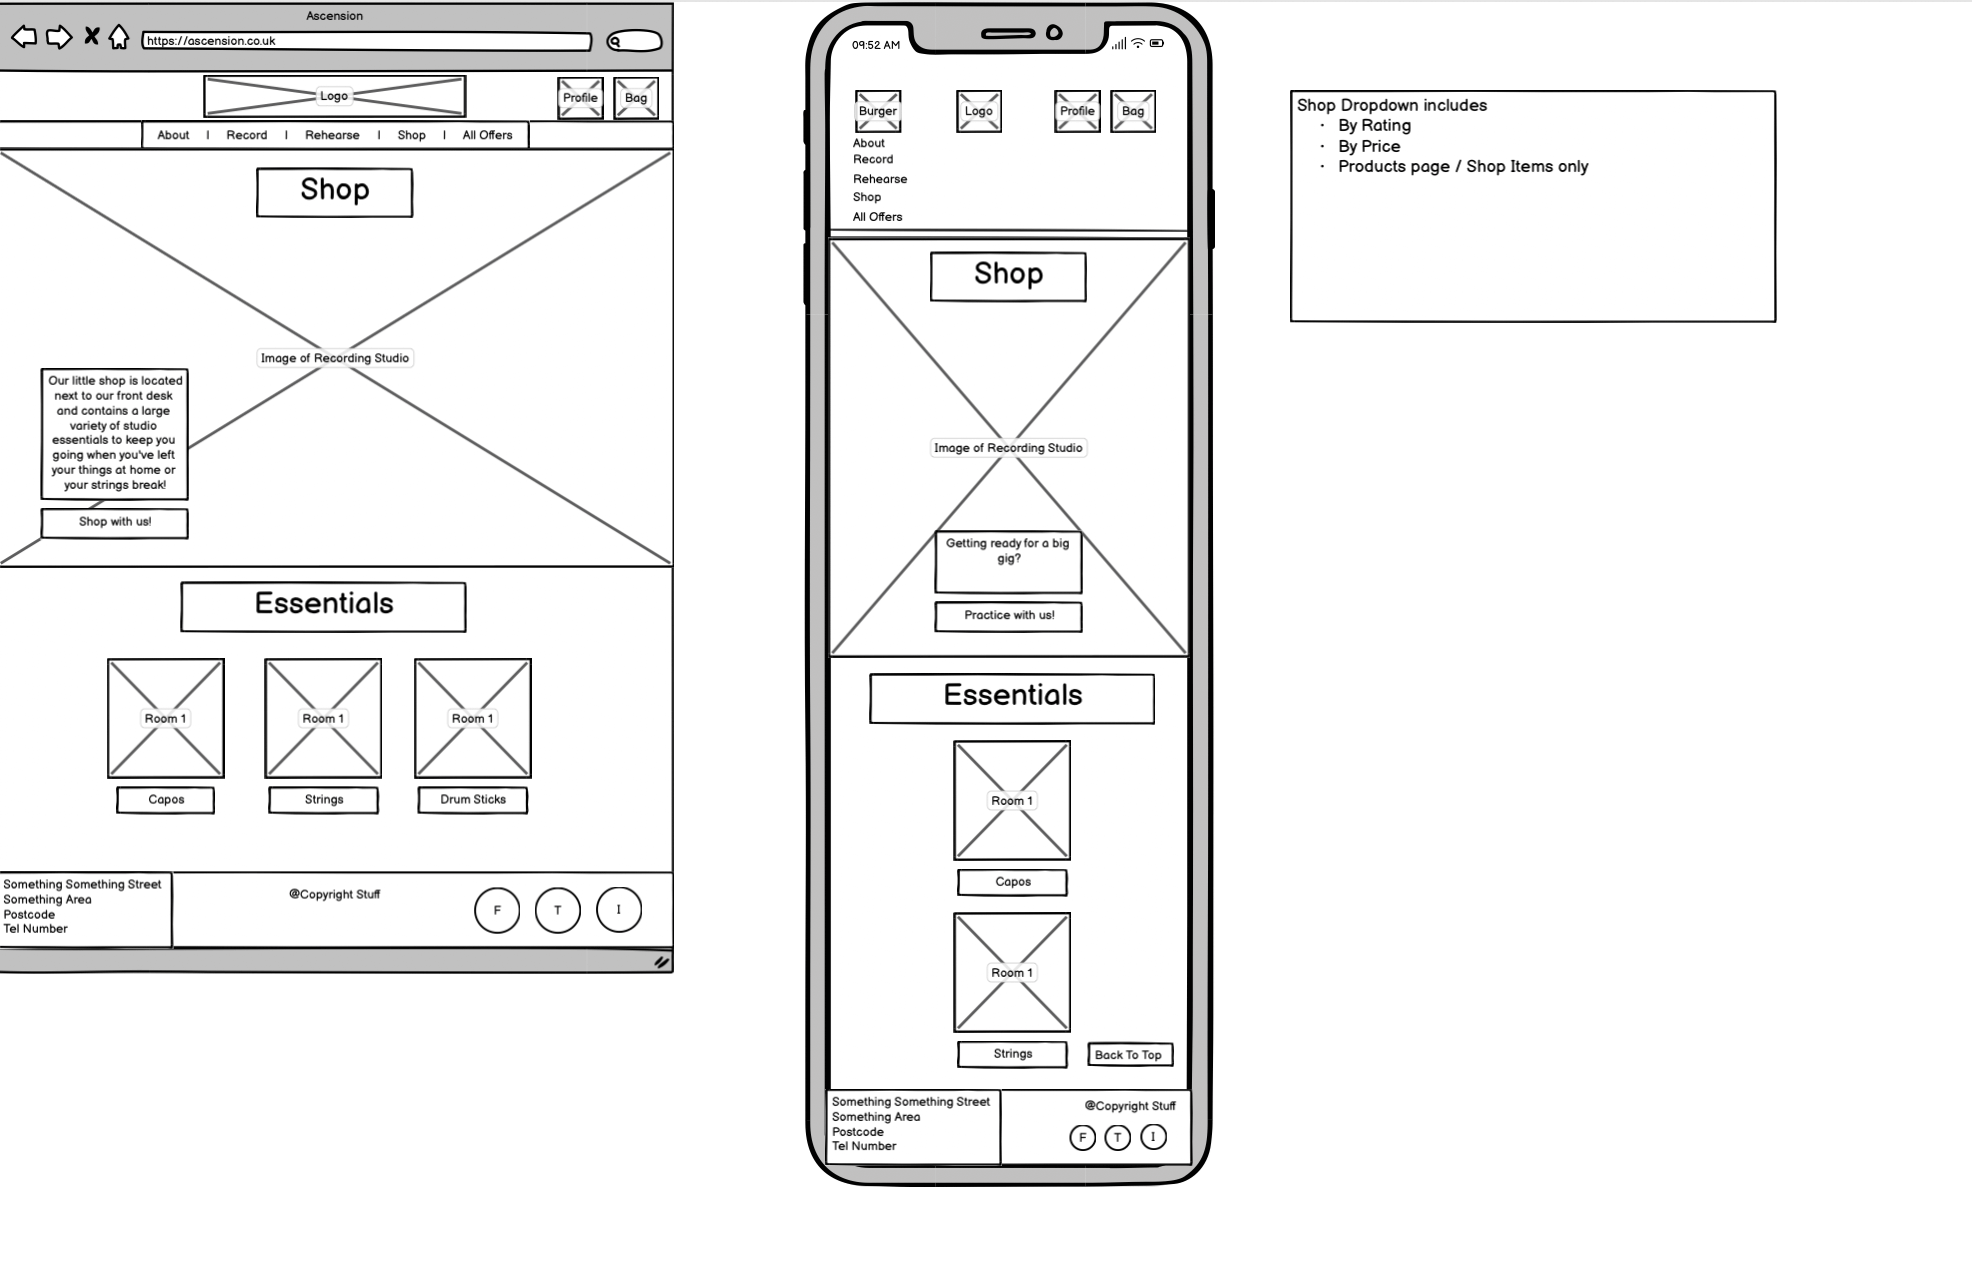 Ascension
https://ascension.co.uk
Logo
Profile
Bag
About | Record | Rehearse | Shop | All Offers
Shop
Image of Recording Studio
Our little shop is located
next to our front desk
and contains a large
variety of studio
essentials to keep you
going when you've left
your things at home or
your strings break!
Shop with us!
Essentials
Room 1
Room 1
Room 1
Capos
Strings
Drum Sticks
Something Something Street
Something Area
Postcode
Tel Number
@Copyright Stuff
F
T
I
09:52 AM
Burger
Logo
Profile
Bag
About
Record
Rehearse
Shop
All Offers
Shop
Image of Recording Studio
Getting ready for a big
gig?
Practice with us!
Essentials
Room 1
Capos
Room 1
Strings
Back To Top
Something Something Street
Something Area
Postcode
Tel Number
@Copyright Stuff
F
T
I
Shop Dropdown includes
· By Rating
· By Price
· Products page / Shop Items only